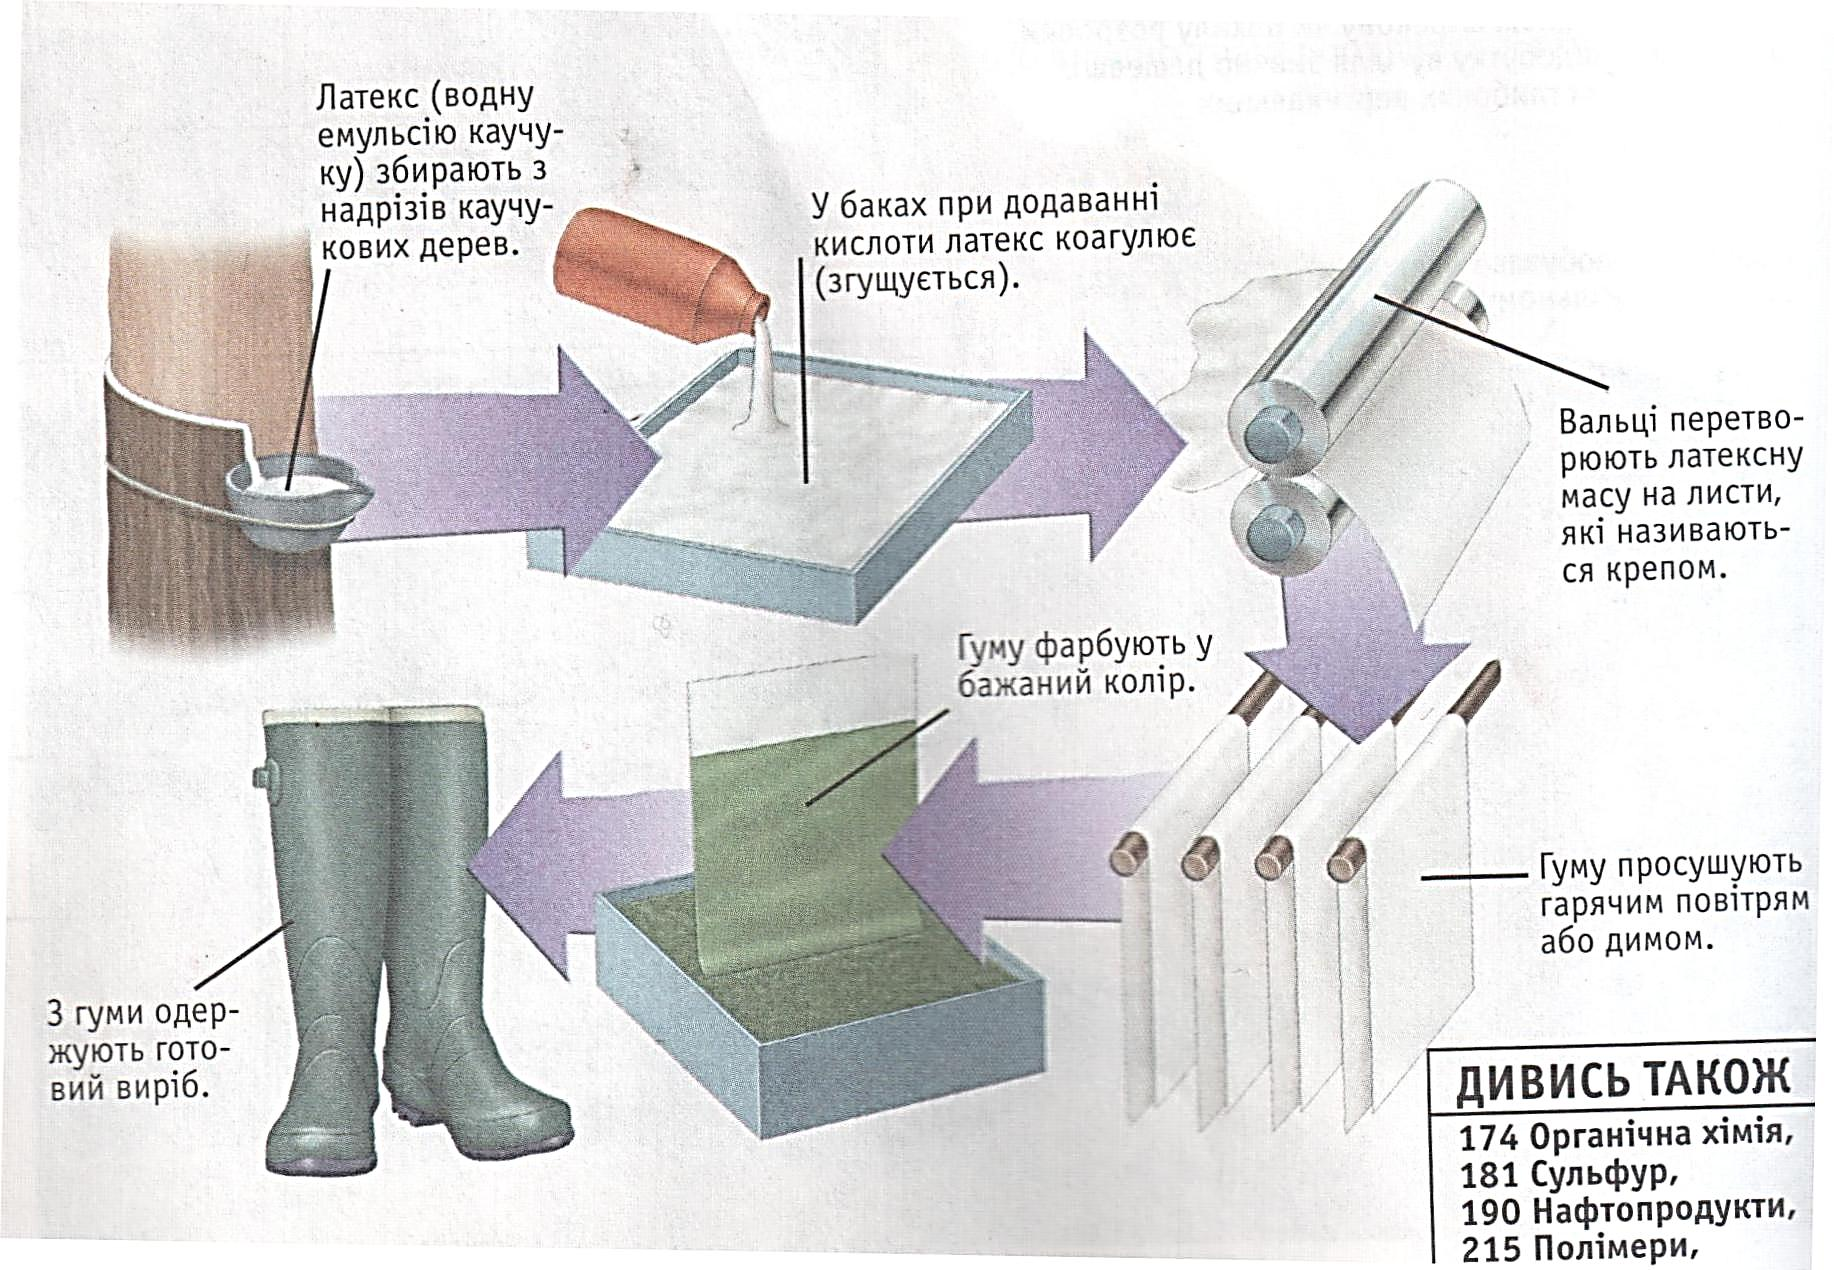 Латекс (водну
емульсію каучу-
ку) збирають з
надрізів каучу-
кових дерев.
У баках при додаванні
кислоти латекс коагулює
(згущується).
Вальці перетво-
рюють латексну
масу на листи,
які називають-
ся крепом.
Гуму просушують
гарячим повітрям
або димом.
Гуму фарбують у
бажаний колір.
З гуми одер-
жують гото-
вий виріб.
ДИВИСЬ ТАКОЖ
174 Органічна хімія,
181 Сульфур,
190 Нафтопродукти,
215 Полімери,